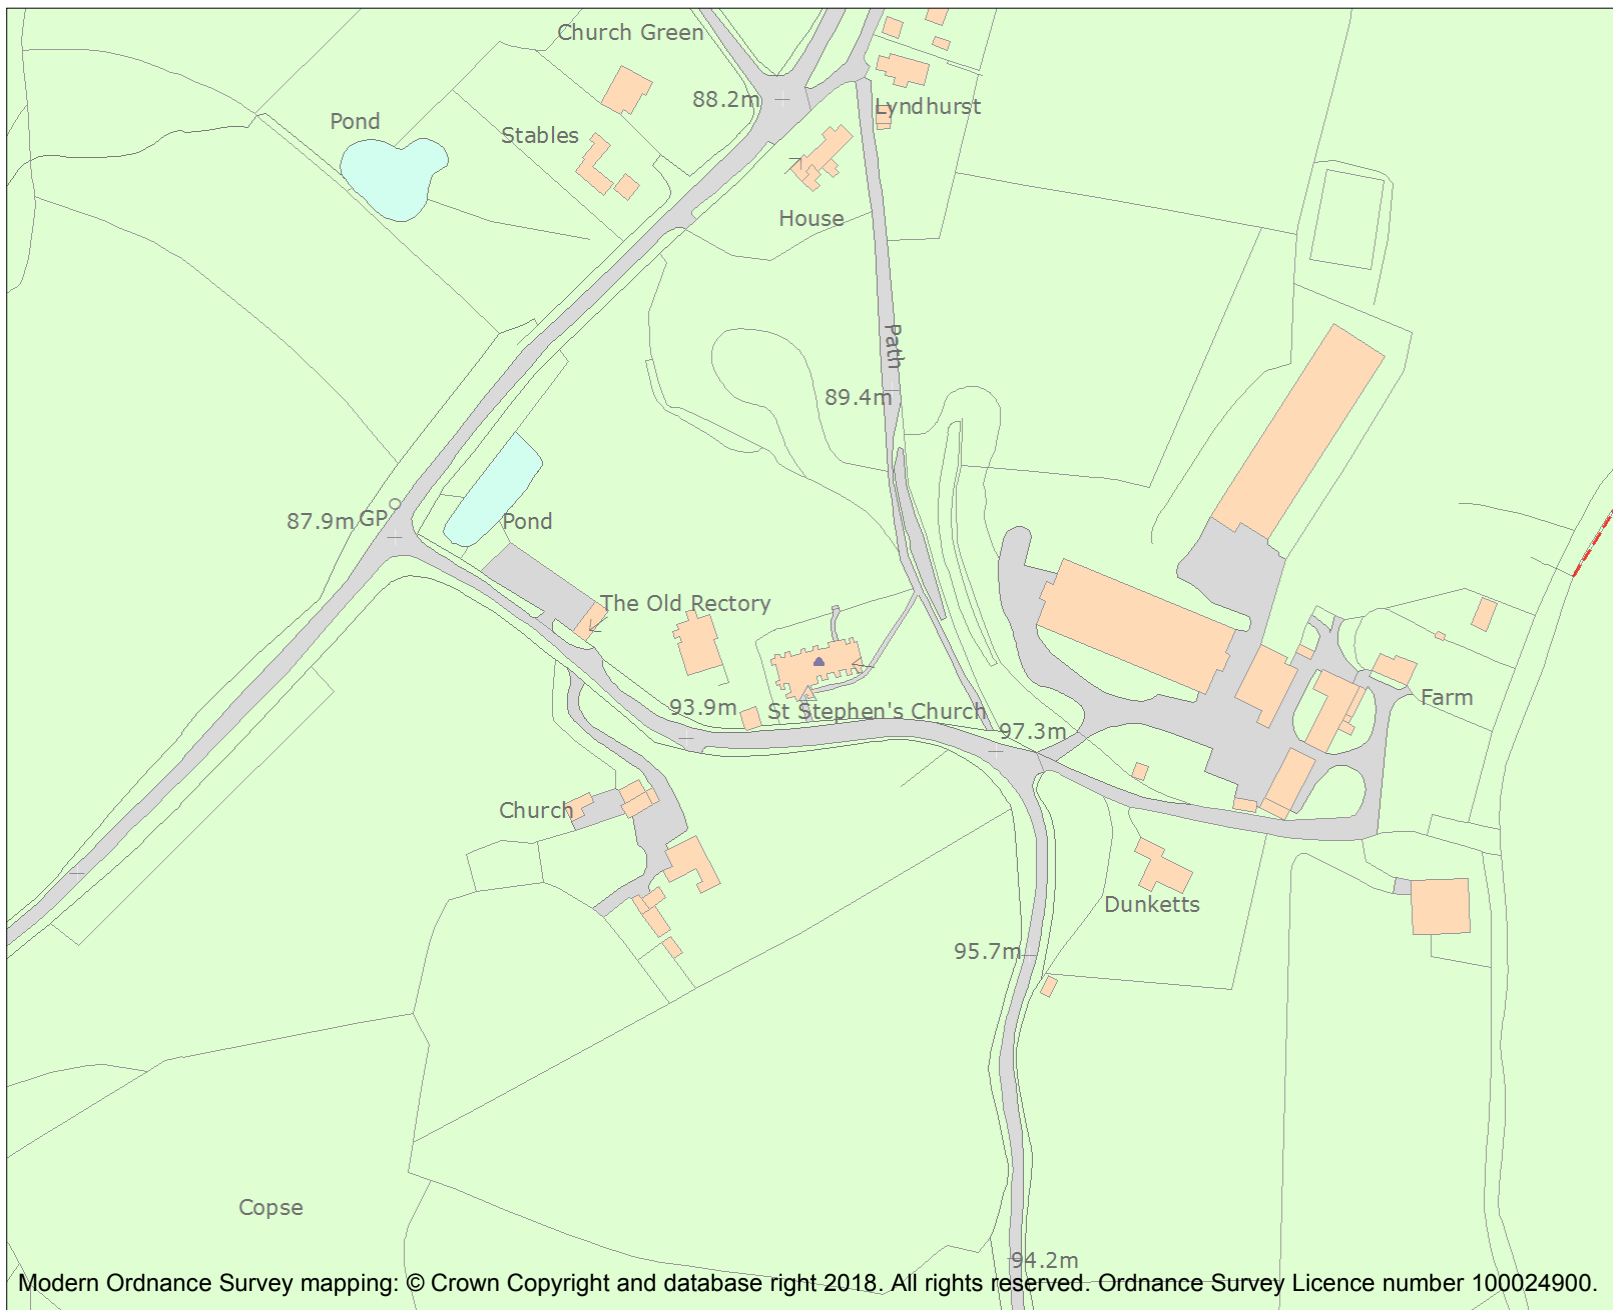 Church Green
88.2m
Lyndhurst
Pond
Stables
House
Path
89.4m
87.9m
GP
Pond
The Old Rectory
93.9m
St Stephen's Church
97.3m
Farm
Church
Dunketts
95.7m
Copse
94.2m
Modern Ordnance Survey mapping: © Crown Copyright and database right 2018. All rights reserved. Ordnance Survey Licence number 100024900.